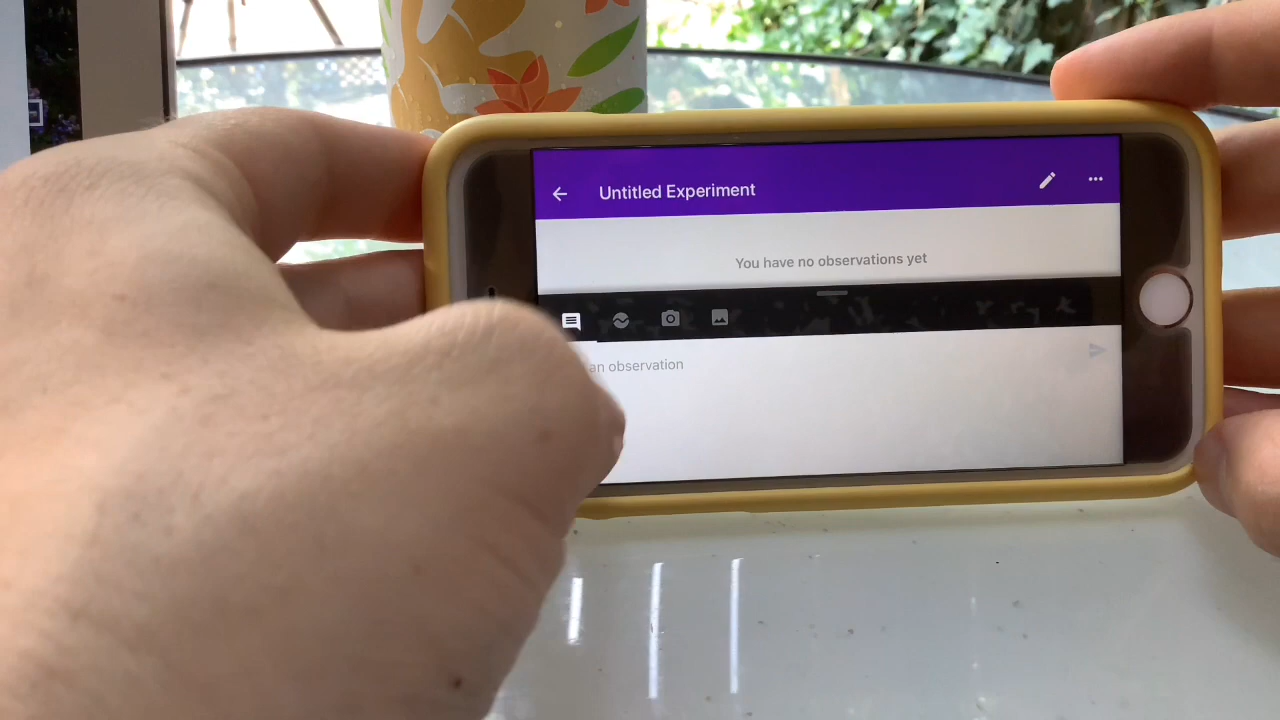 Untitled Experiment
You have no observations yet
an observation